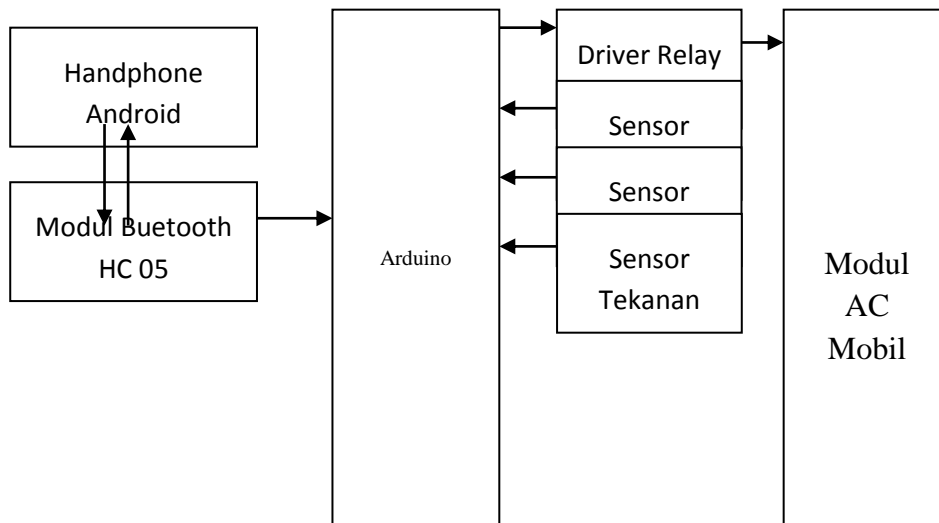 Handphone
Android
Modul Buetooth
HC 05
Arduino
Driver Relay
Sensor
Sensor
Sensor
Tekanan
Modul
AC
Mobil